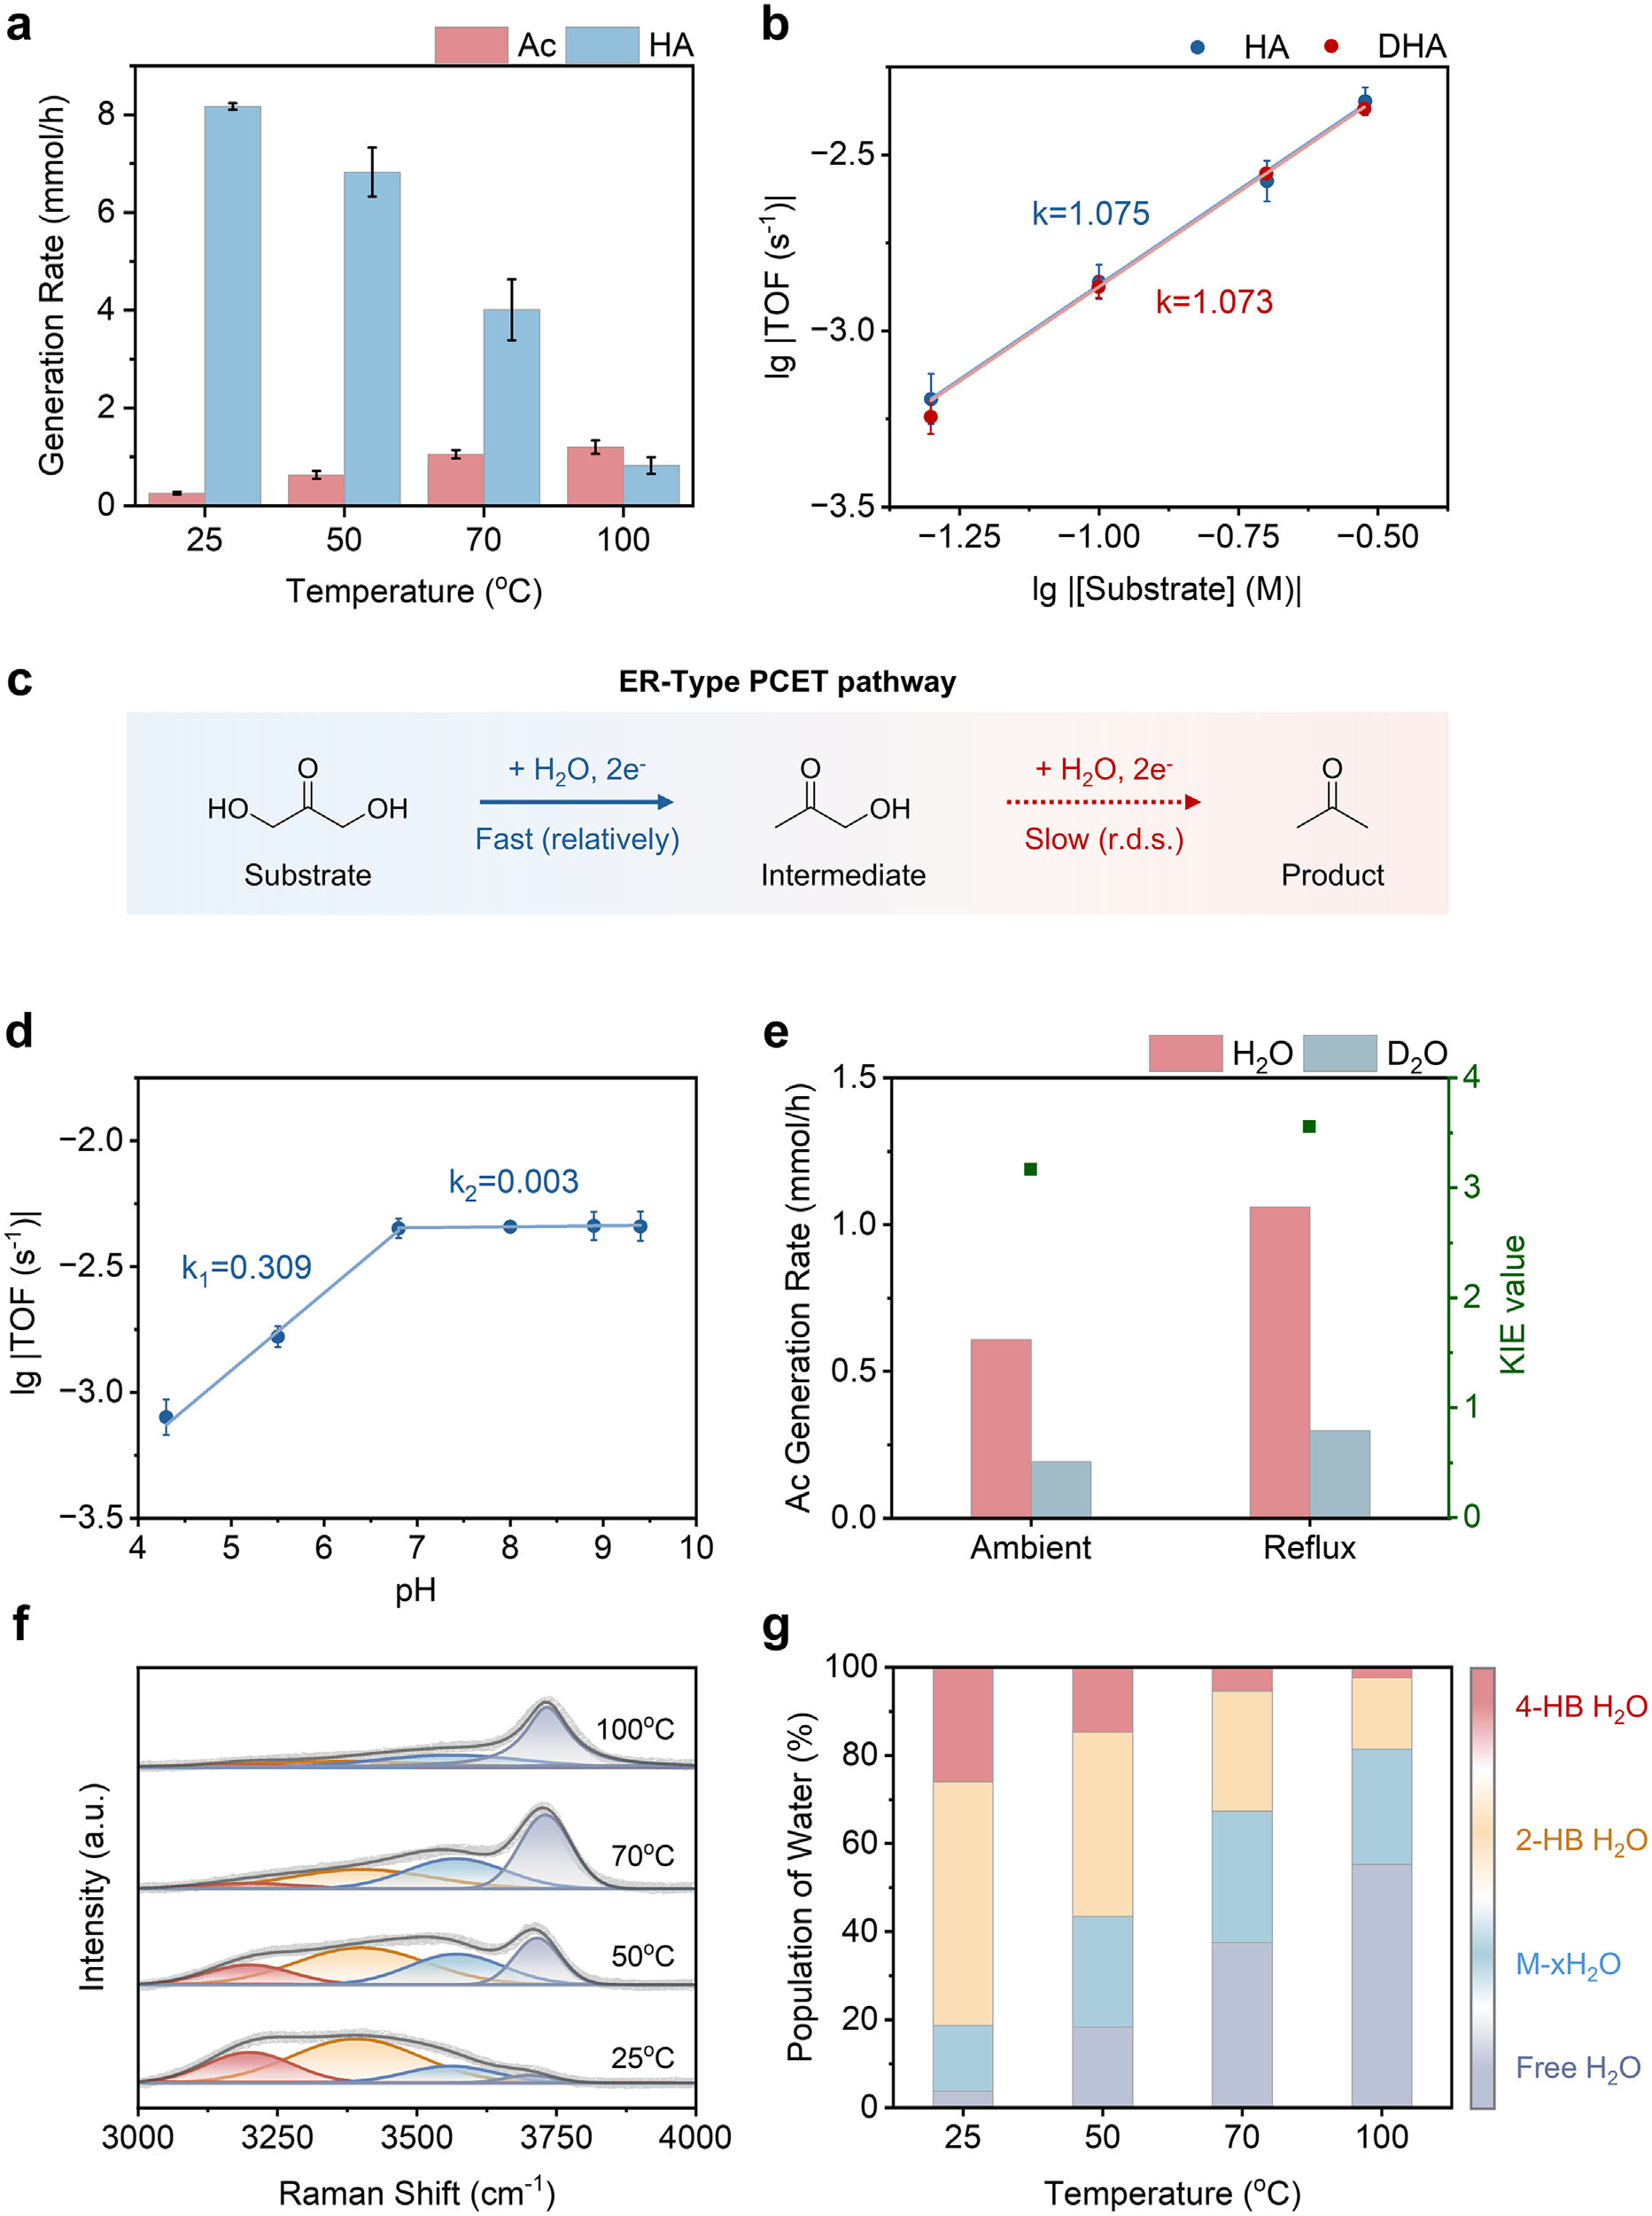 a
Ac HA
Generation Rate (mmol/h)
8
6
4
2
0
25 50 70 100
Temperature (°C)
b
HA DHA
lg |TOF (s⁻¹)|
−2.5
−3.0
−3.5
k=1.075
k=1.073
−1.25 −1.00 −0.75 −0.50
lg |[Substrate] (M)|
c
ER-Type PCET pathway
O
HO OH
Substrate
+ H₂O, 2e⁻
Fast (relatively)
O
OH
Intermediate
+ H₂O, 2e⁻
Slow (r.d.s.)
O
Product
d
lg |TOF (s⁻¹)|
−2.0
−2.5
−3.0
−3.5
k₁=0.309
k₂=0.003
4 5 6 7 8 9 10
pH
e
H₂O D₂O
Ac Generation Rate (mmol/h)
1.5
1.0
0.5
0.0
4
3
2
1
0
KIE value
Ambient Reflux
f
Intensity (a.u.)
100°C
70°C
50°C
25°C
3000 3250 3500 3750 4000
Raman Shift (cm⁻¹)
g
Population of Water (%)
100
80
60
40
20
0
25 50 70 100
Temperature (°C)
4-HB H₂O
2-HB H₂O
M-xH₂O
Free H₂O